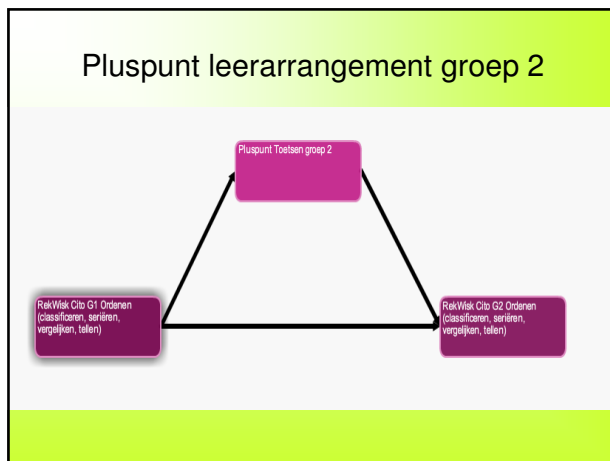 Pluspunt leerarrangement groep 2
Pluspunt Toetsen groep 2
RekWisk Cito G1 Ordenen
(classificeren, seriëren,
vergelijken, tellen)
RekWisk Cito G2 Ordenen
(classificeren, seriëren,
vergelijken, tellen)